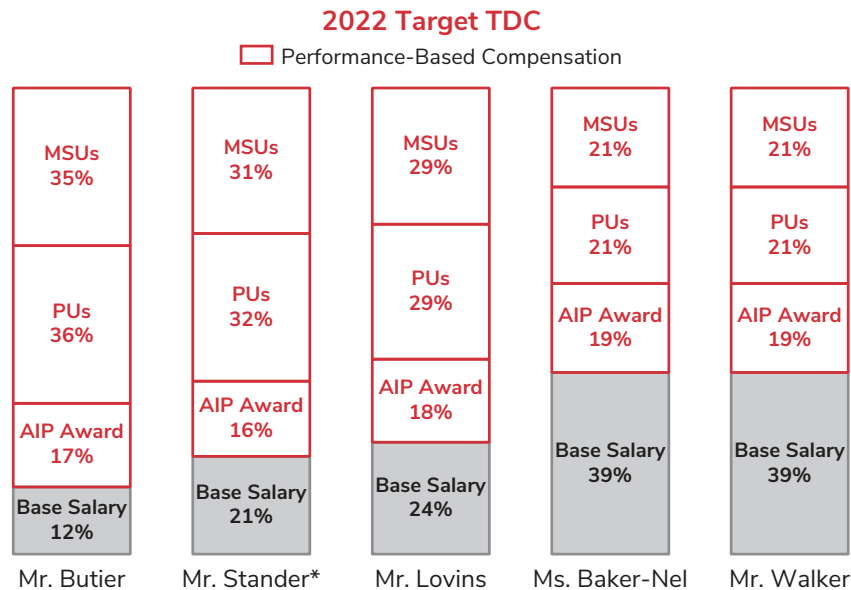 2022 Target TDC
Performance-Based Compensation
MSUs
35%
PUs
36%
AIP Award
17%
Base Salary
12%
Mr. Butier
MSUs
31%
PUs
32%
AIP Award
16%
Base Salary
21%
Mr. Stander*
MSUs
29%
PUs
29%
AIP Award
18%
Base Salary
24%
Mr. Lovins
MSUs
21%
PUs
21%
AIP Award
19%
Base Salary
39%
Ms. Baker-Nel
MSUs
21%
PUs
21%
AIP Award
19%
Base Salary
39%
Mr. Walker